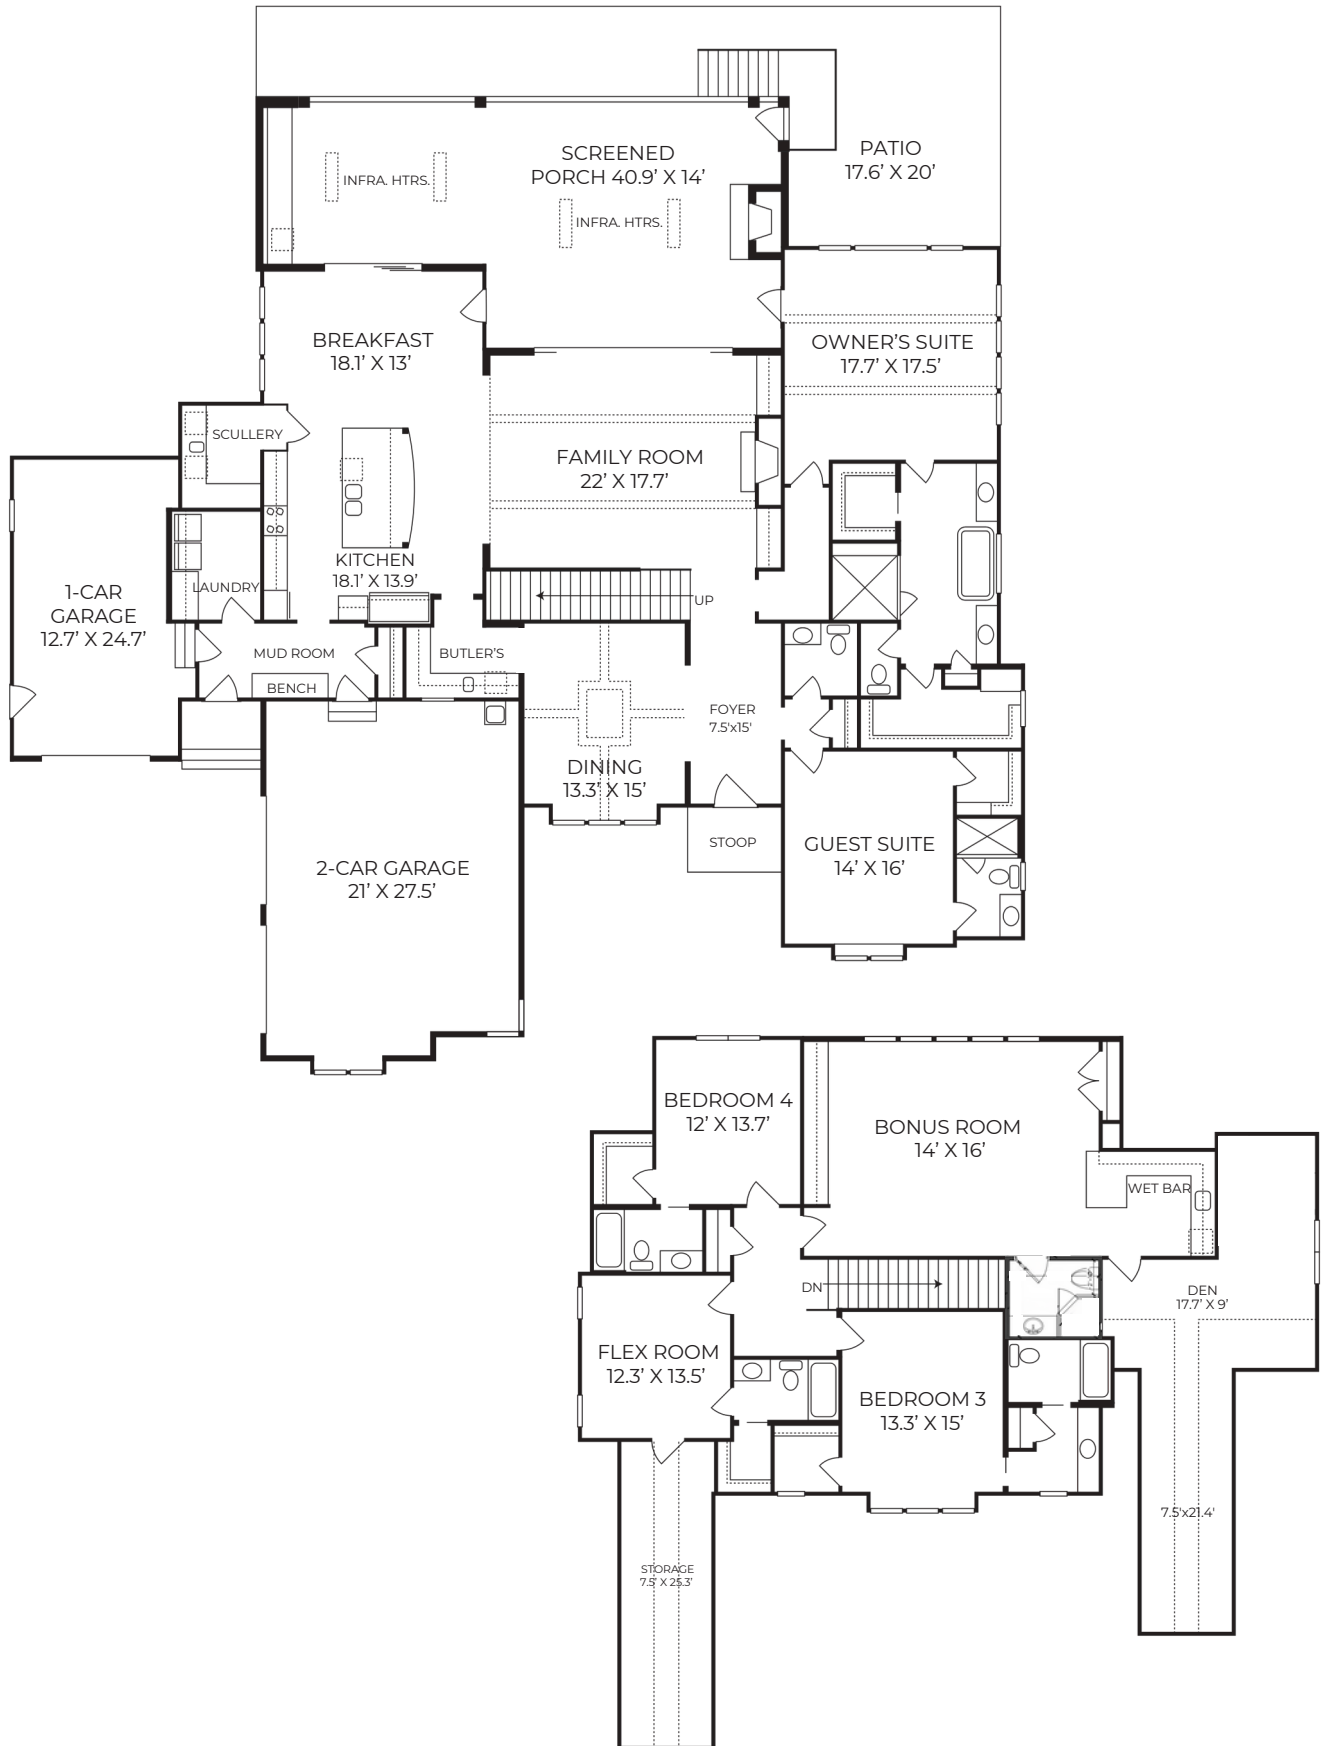 SCREENED
PORCH 40.9’ X 14’
INFRA. HTRS.
INFRA. HTRS.
PATIO
17.6’ X 20’
BREAKFAST
18.1’ X 13’
OWNER’S SUITE
17.7’ X 17.5’
SCULLERY
FAMILY ROOM
22’ X 17.7’
KITCHEN
18.1’ X 13.9’
LAUNDRY
1-CAR
GARAGE
12.7’ X 24.7’
UP
MUD ROOM
BENCH
BUTLER’S
FOYER
7.5'x15'
DINING
13.3’ X 15’
STOOP
GUEST SUITE
14’ X 16’
2-CAR GARAGE
21’ X 27.5’
BEDROOM 4
12’ X 13.7’
BONUS ROOM
14’ X 16’
WET BAR
DN
DEN
17.7’ X 9’
FLEX ROOM
12.3’ X 13.5’
BEDROOM 3
13.3’ X 15’
7.5'x21.4'
STORAGE
7.5’ X 25.3’